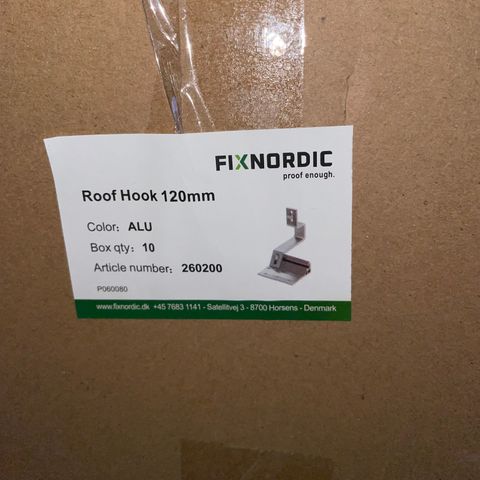 FIXNORDIC
proof enough.
Roof Hook 120mm
Color: ALU
Box qty: 10
Article number: 260200
P060080
www.fixnordic.dk +45 7683 1141 - Satellitvej 3 - 8700 Horsens - Denmark